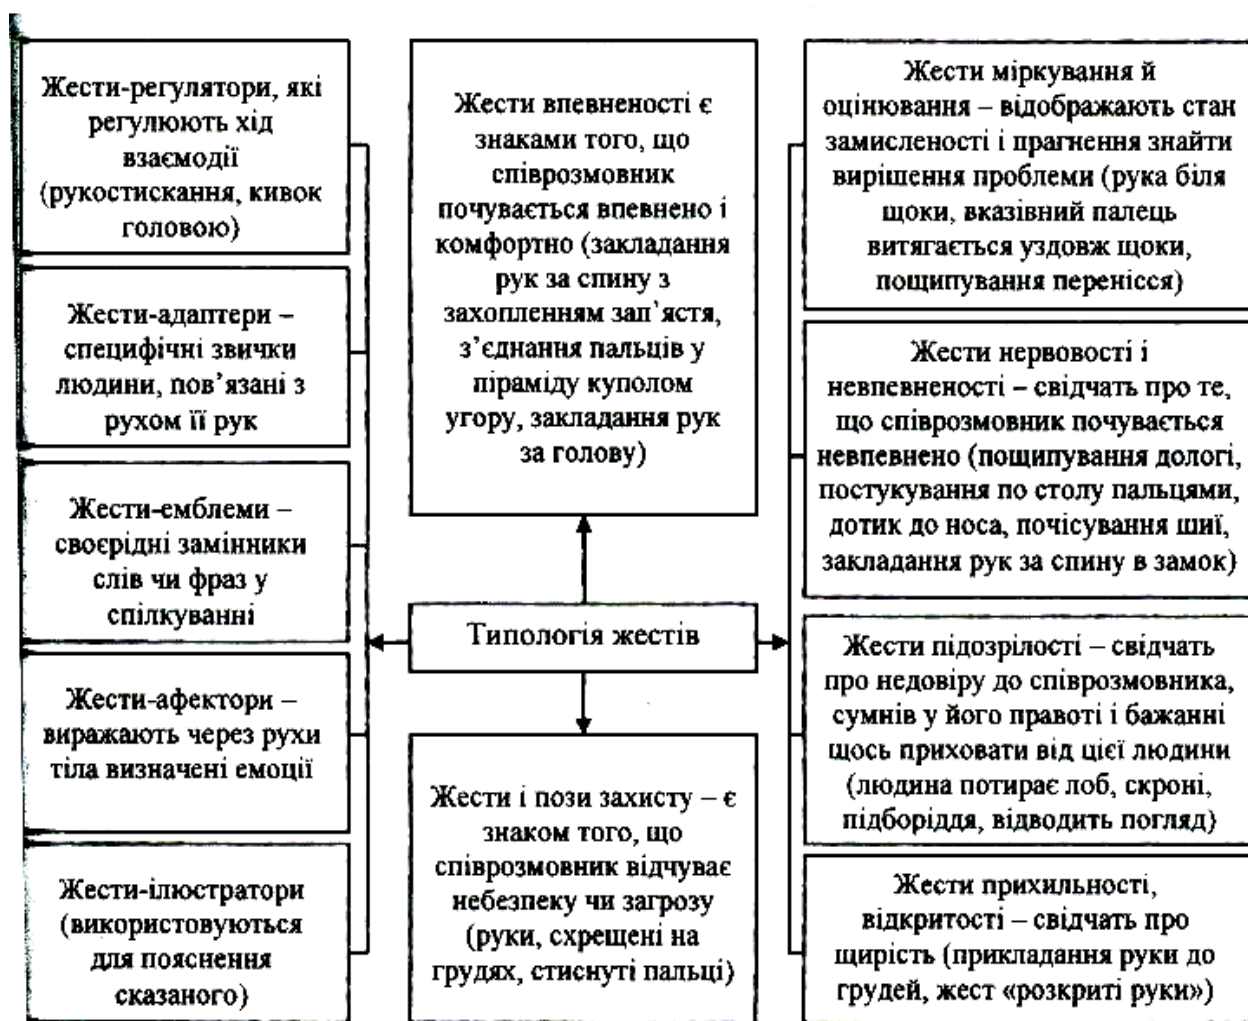 Жести-регулятори, які
регулюють хід
взаємодії
(рукостискання, кивок
головою)
Жести-адаптери –
специфічні звички
людини, пов’язані з
рухом її рук
Жести-емблеми –
своєрідні замінники
слів чи фраз у
спілкуванні
Жести-афектори –
виражають через рухи
тіла визначені емоції
Жести-ілюстратори
(використовуються
для пояснення
сказаного)
Жести впевненості є
знаками того, що
співрозмовник
почувається впевнено і
комфортно (закладання
рук за спину з
захопленням зап’ястя,
з’єднання пальців у
піраміду куполом
угору, закладання рук
за голову)
Типологія жестів
Жести і пози захисту – є
знаком того, що
співрозмовник відчуває
небезпеку чи загрозу
(руки, схрещені на
грудях, стиснуті пальці)
Жести міркування й
оцінювання – відображають стан
замисленості і прагнення знайти
вирішення проблеми (рука біля
щоки, вказівний палець
витягається уздовж щоки,
пощипування перенісся)
Жести нервовості і
невпевненості – свідчать про те,
що співрозмовник почувається
невпевнено (пощипування дологі,
постукування по столу пальцями,
дотик до носа, почісування шиї,
закладання рук за спину в замок)
Жести підозрілості – свідчать
про недовіру до співрозмовника,
сумнів у його правоті і бажанні
щось приховати від цієї людини
(людина потирає лоб, скроні,
підборіддя, відводить погляд)
Жести прихильності,
відкритості – свідчать про
щирість (прикладання руки до
грудей, жест «розкриті руки»)